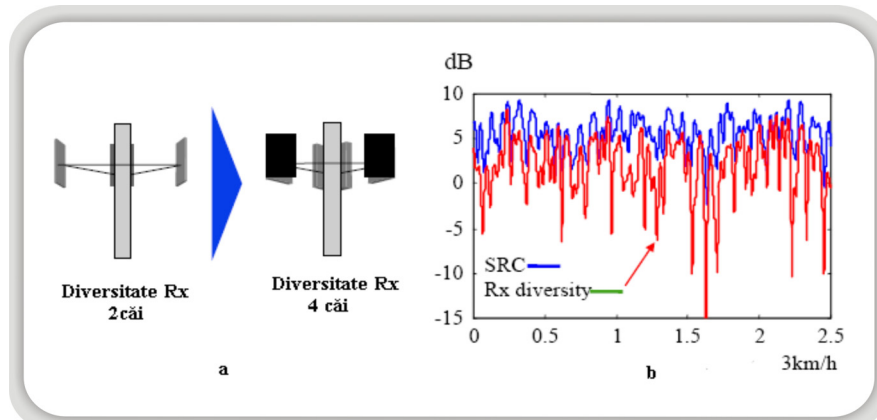 Diversitate Rx
2căi
Diversitate Rx
4 căi
a
dB
10
5
0
-5
-10
-15
SRC
Rx diversity
0
0.5
1
1.5
2
2.5
3km/h
b